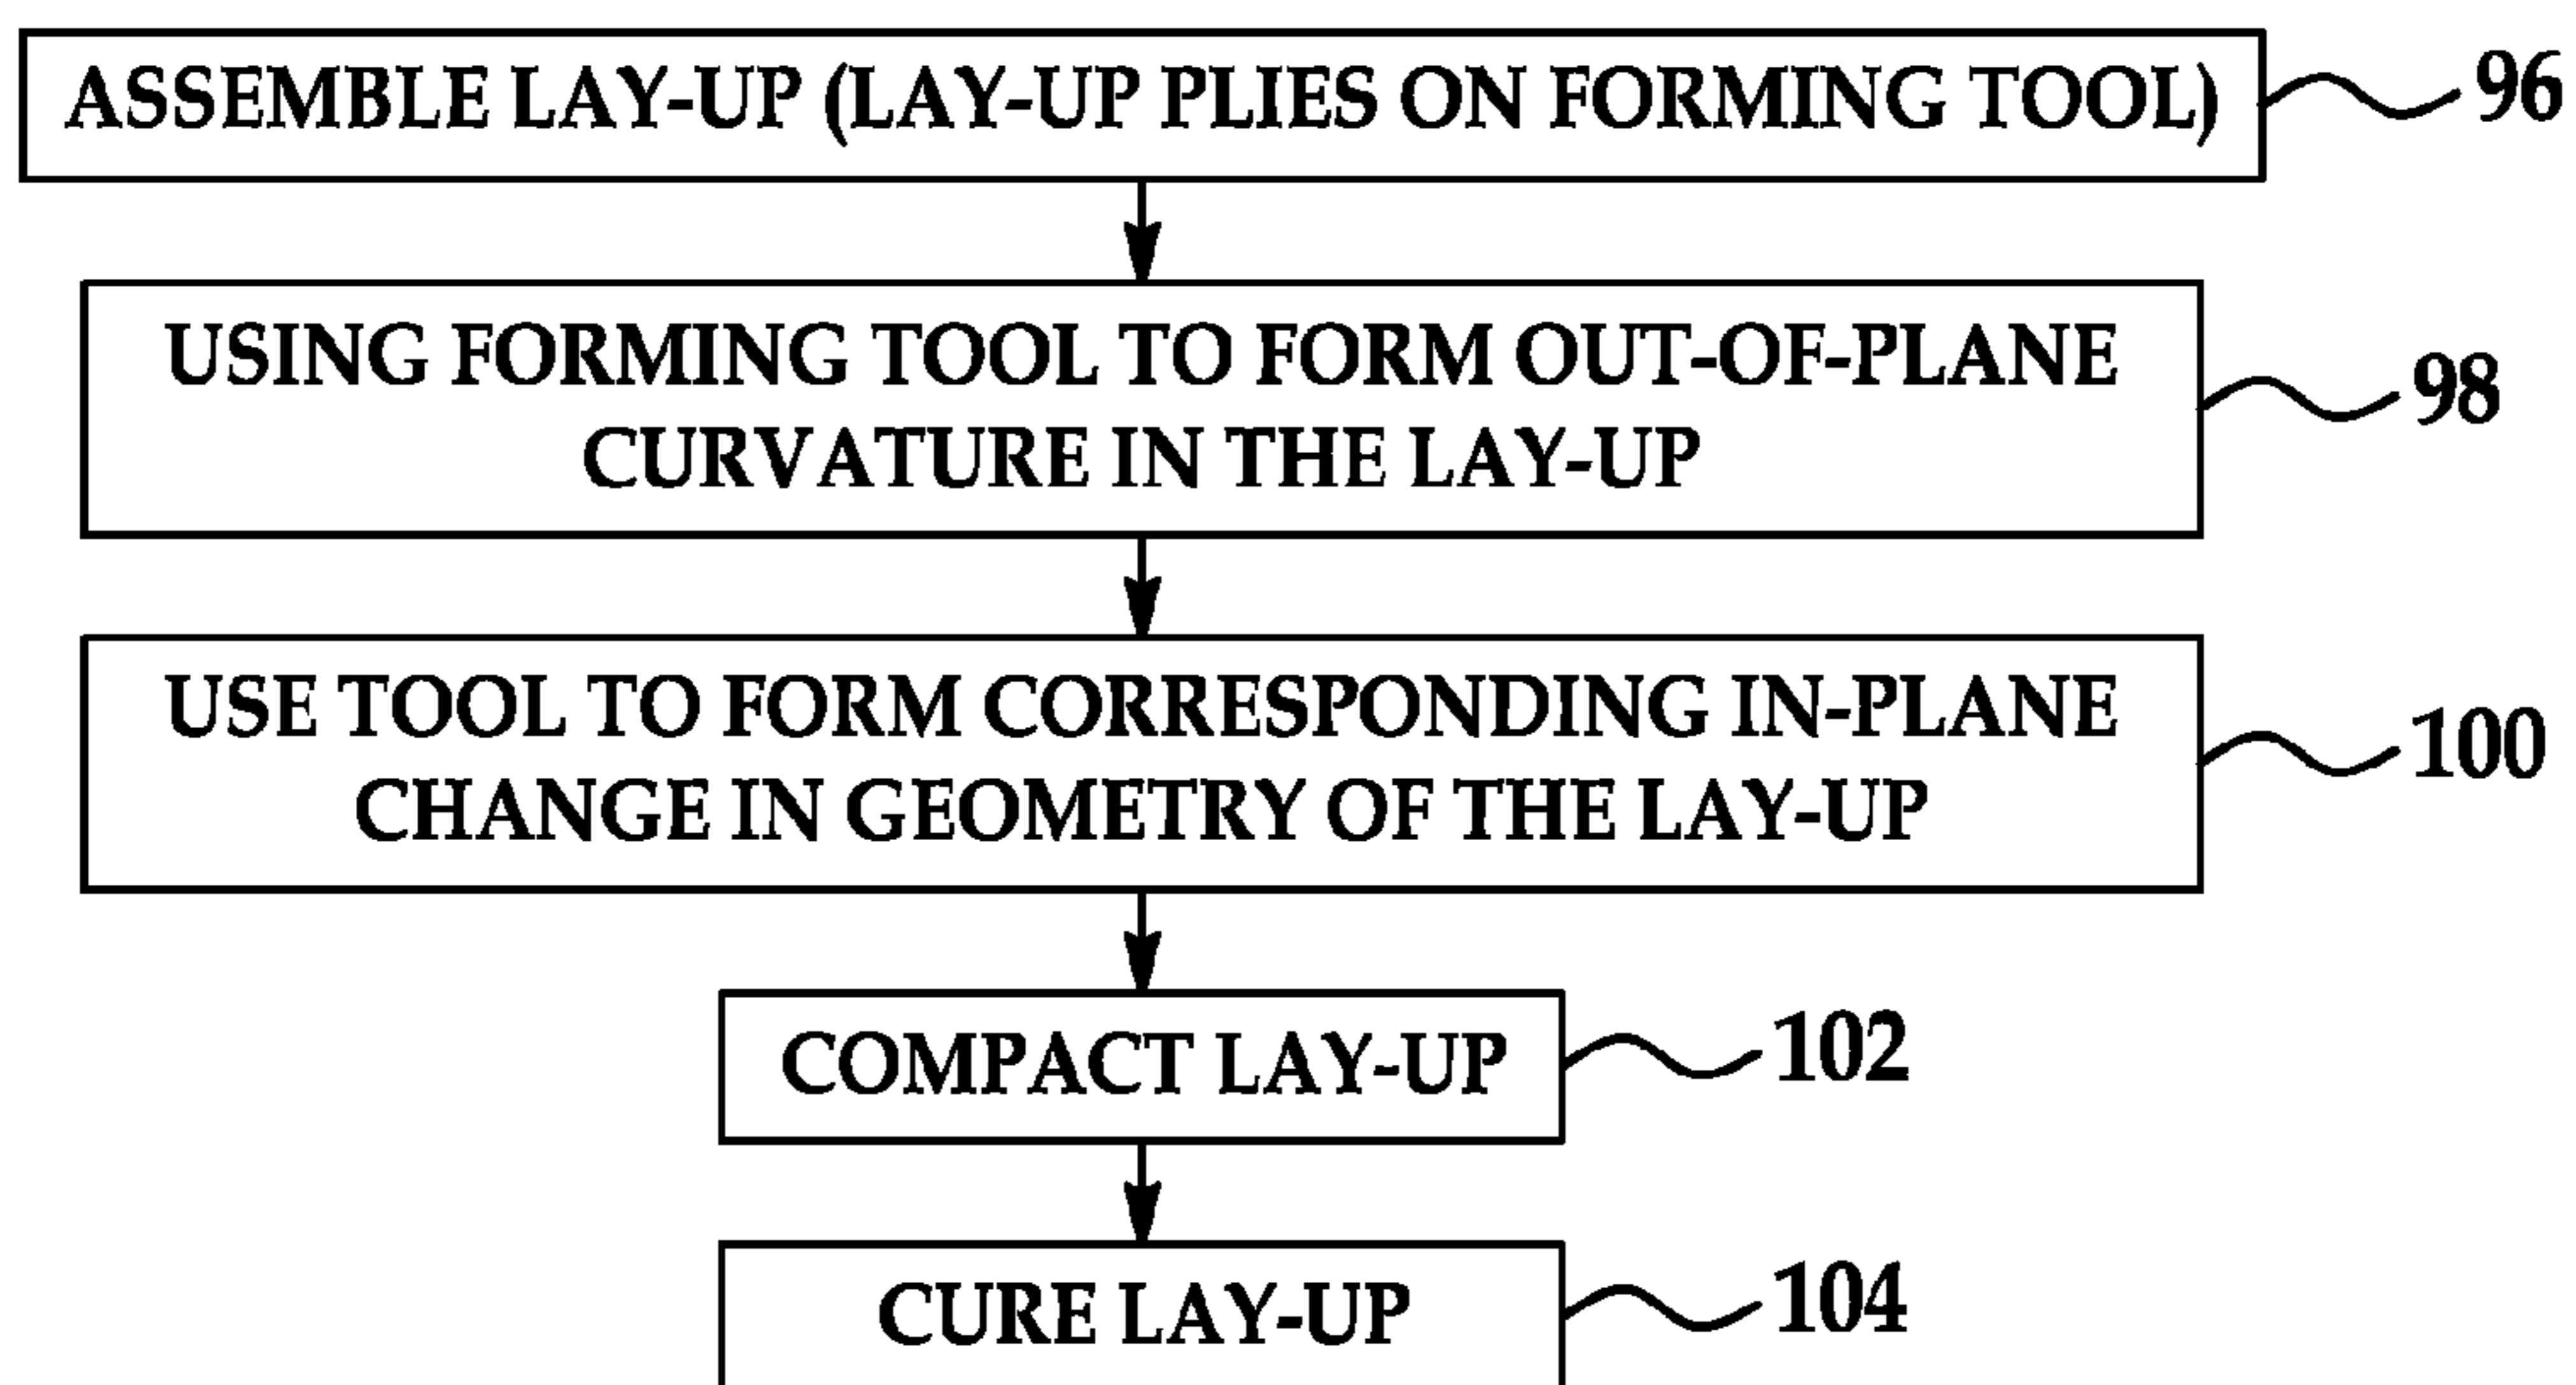 ASSEMBLE LAY-UP (LAY-UP PLIES ON FORMING TOOL)
96
USING FORMING TOOL TO FORM OUT-OF-PLANE
CURVATURE IN THE LAY-UP
98
USE TOOL TO FORM CORRESPONDING IN-PLANE
CHANGE IN GEOMETRY OF THE LAY-UP
100
COMPACT LAY-UP
102
CURE LAY-UP
104